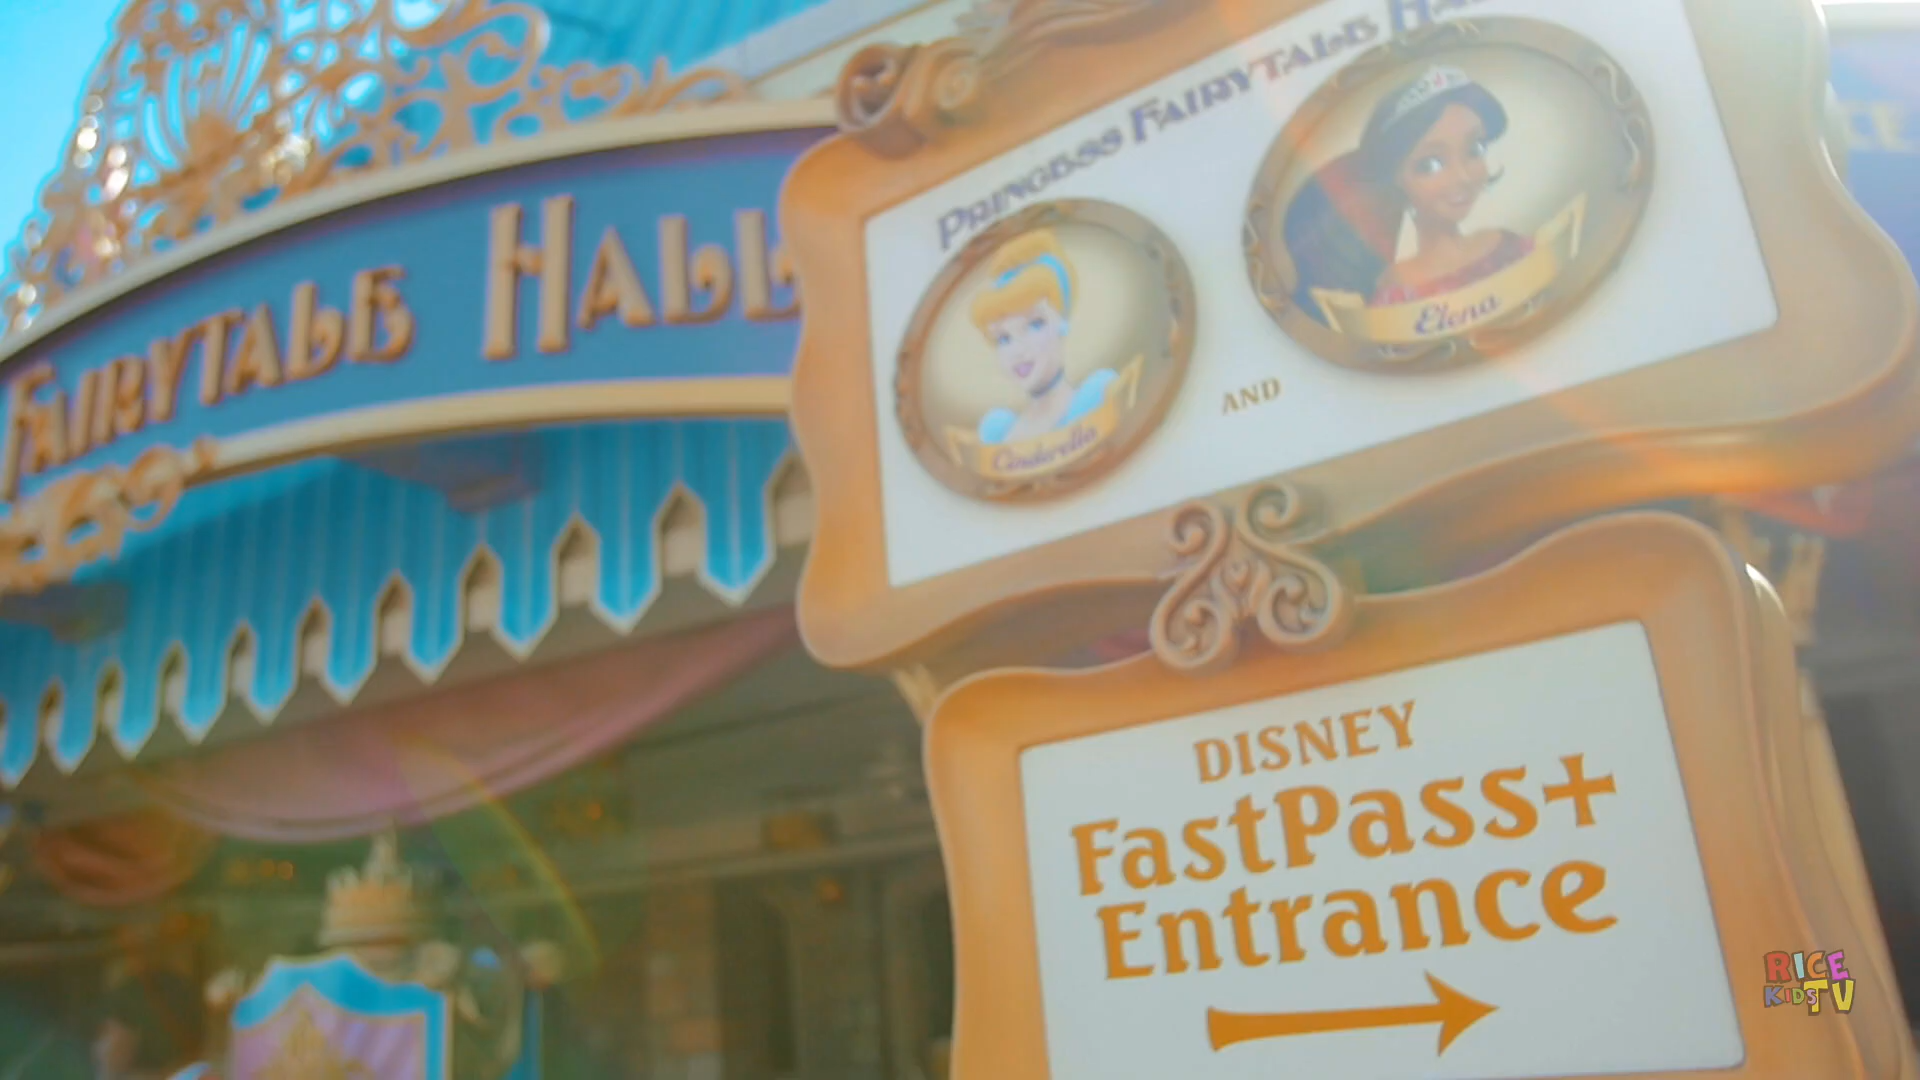 FAIRYTALE HALL
PRINCESS FAIRYTALE HALL
Cinderella
AND
Elena
DISNEY
FastPass+
Entrance
RICE
KIDS TV